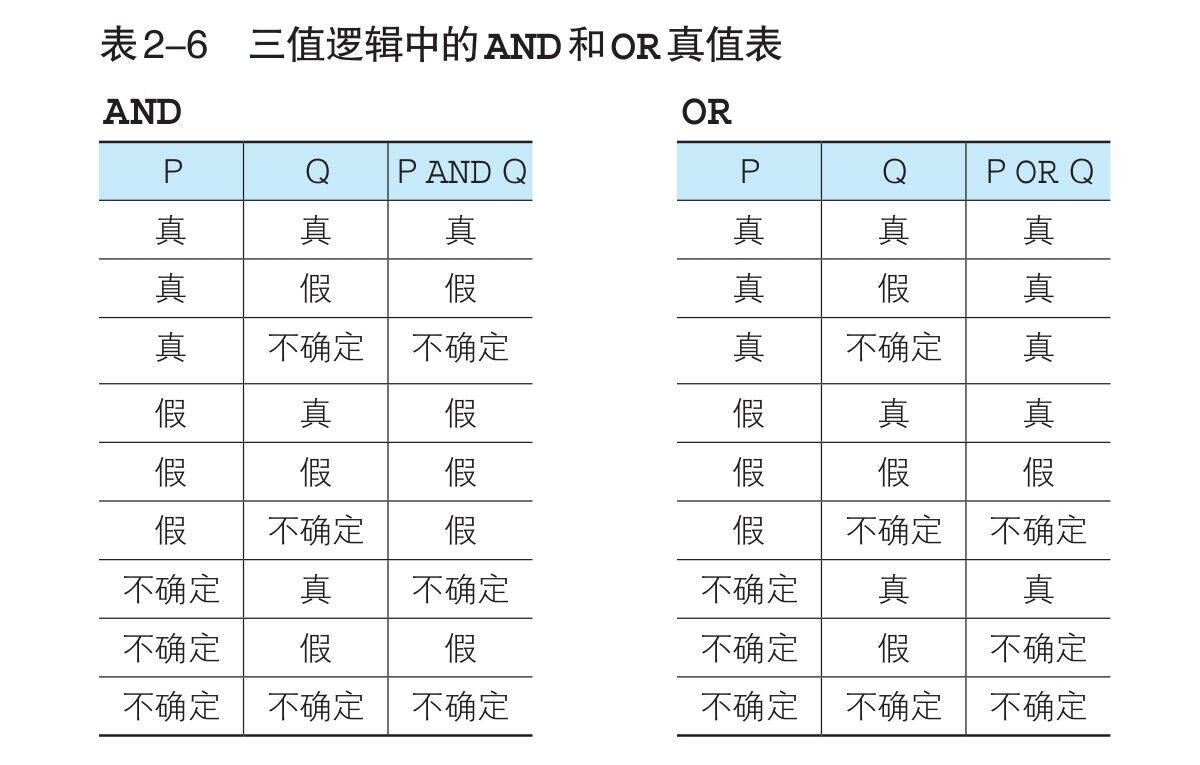 表2–6 三值逻辑中的AND和OR真值表
AND
P Q P AND Q
真 真 真
真 假 假
真 不确定 不确定
假 真 假
假 假 假
假 不确定 假
不确定 真 不确定
不确定 假 假
不确定 不确定 不确定
OR
P Q P OR Q
真 真 真
真 假 真
真 不确定 真
假 真 真
假 假 假
假 不确定 不确定
不确定 真 真
不确定 假 不确定
不确定 不确定 不确定